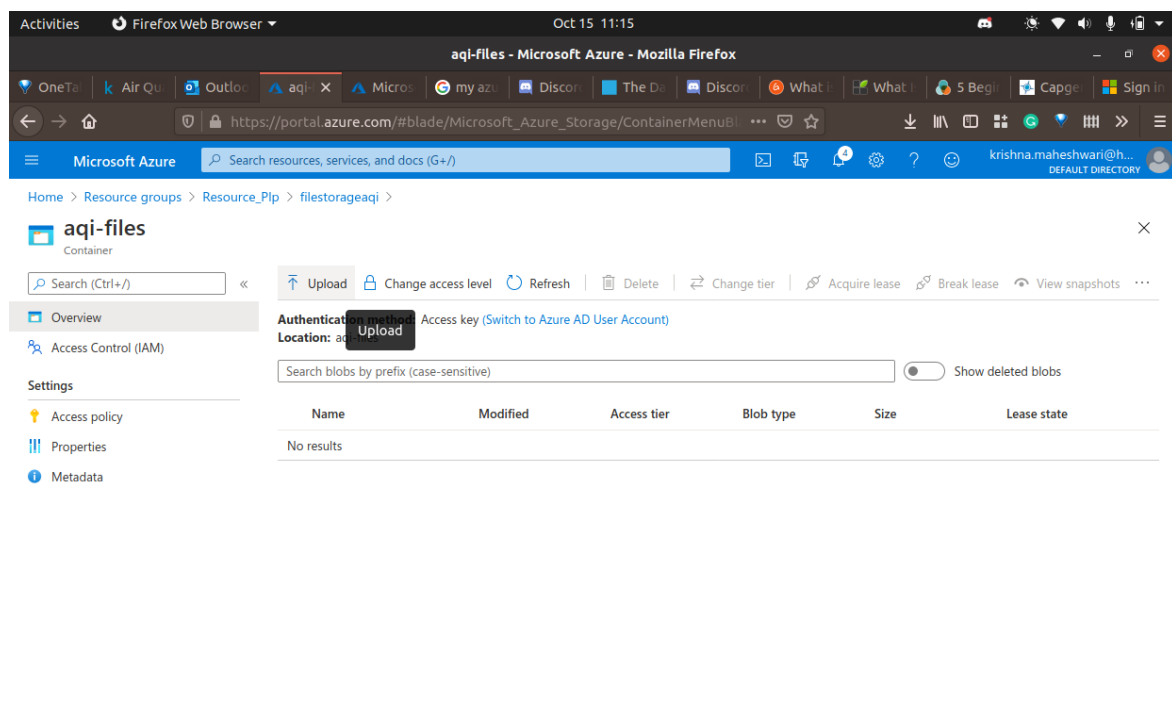 Activities Firefox Web Browser Oct 15 11:15
aqi-files - Microsoft Azure - Mozilla Firefox
OneTa k Air Qu Outloo aqi-f Micros my azu Discor The Da Discor What i What i 5 Begi Capge Sign in
https://portal.azure.com/#blade/Microsoft_Azure_Storage/ContainerMenuBl
Microsoft Azure Search resources, services, and docs (G+/) 4 krishna.maheshwari@h...
DEFAULT DIRECTORY
Home > Resource groups > Resource_Plp > filestorageaqi >
aqi-files
Container
Search (Ctrl+/) « Upload Change access level Refresh Delete Change tier Acquire lease Break lease View snapshots ...
Overview
Access Control (IAM)
Settings
Access policy
Properties
Metadata
Authentication method: Access key (Switch to Azure AD User Account)
Upload
Location: aqi-files
Search blobs by prefix (case-sensitive) Show deleted blobs
Name Modified Access tier Blob type Size Lease state
No results